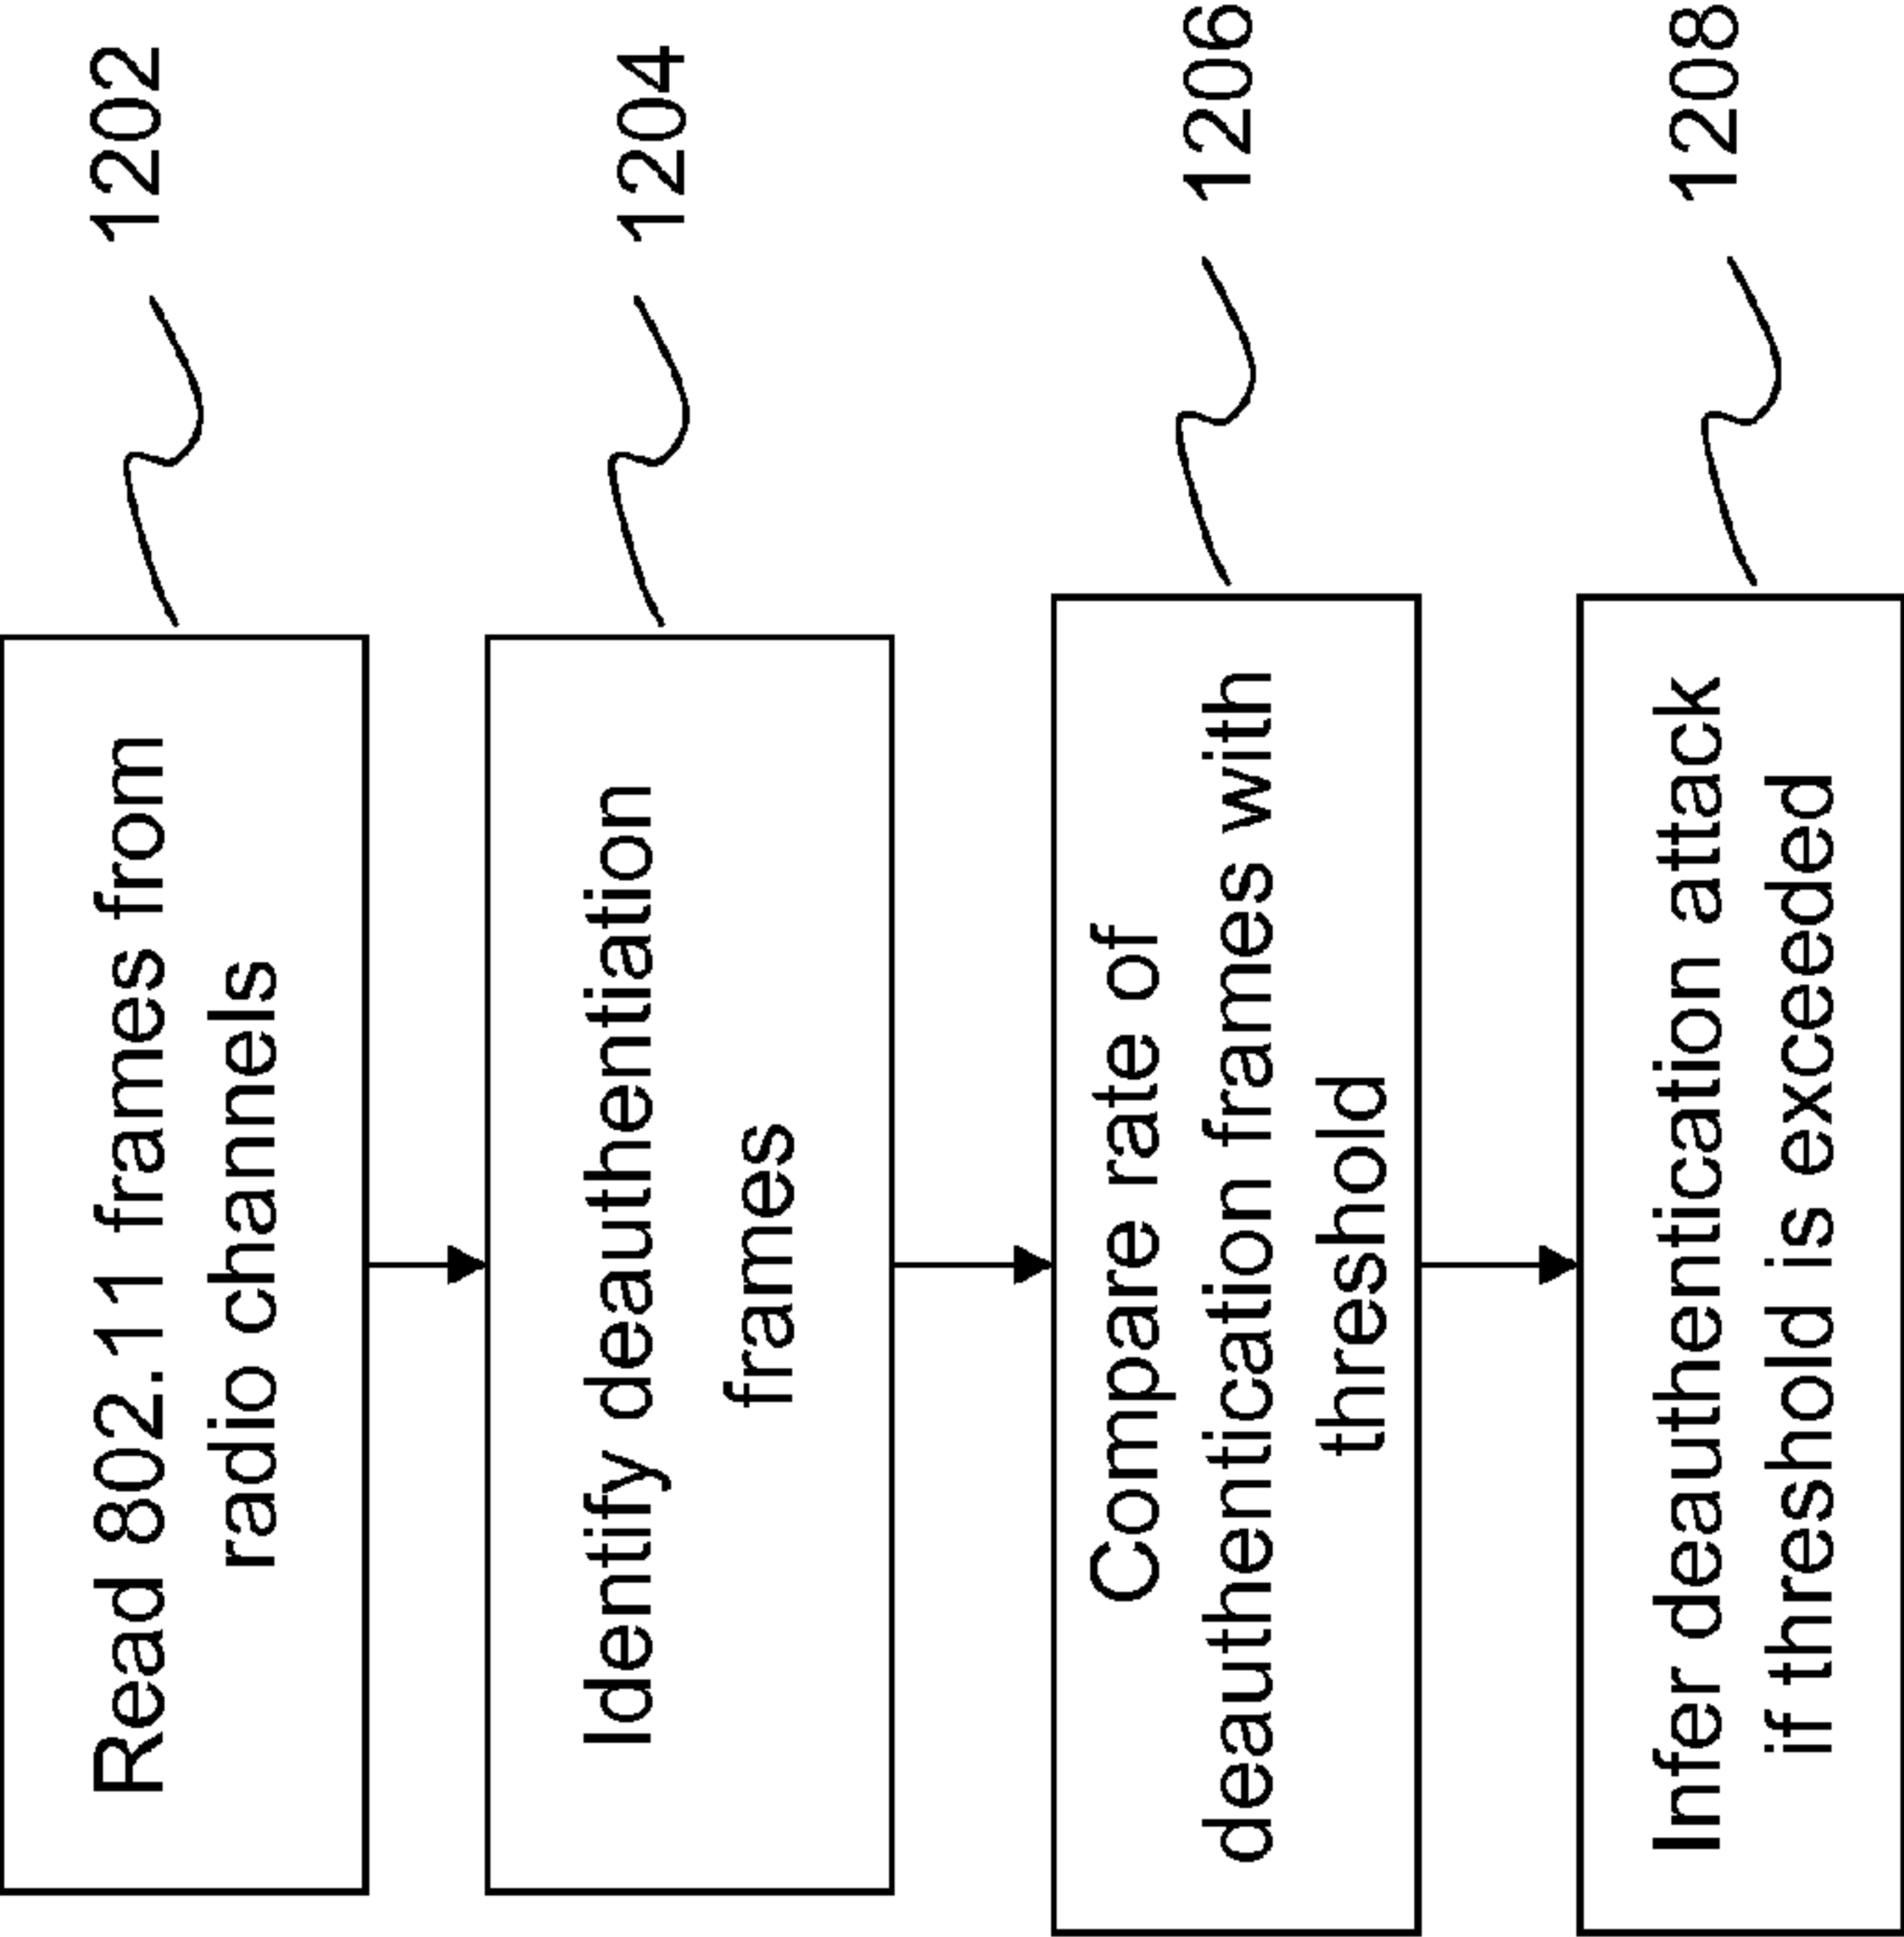 Read 802.11 frames from
radio channels
1202
Identify deauthentiation
frames
1204
Compare rate of
deauthentication frames with
threshold
1206
Infer deauthentication attack
if threshold is exceeded
1208